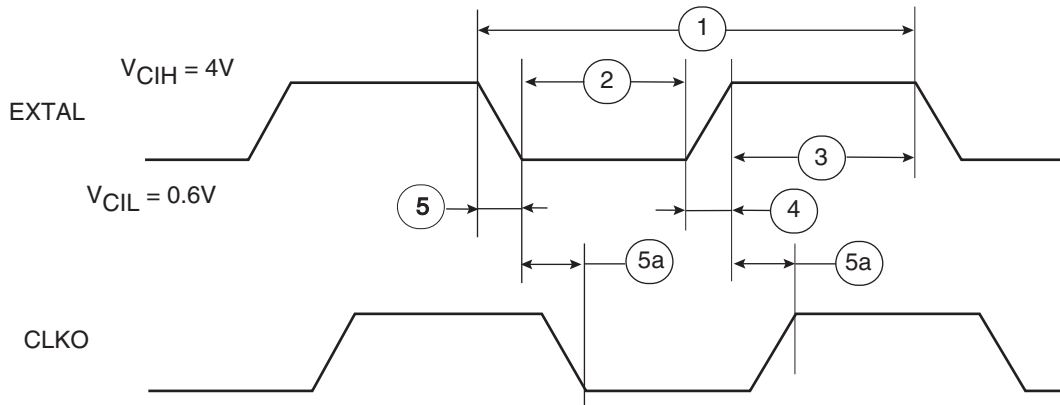 1
V_CIH = 4V
2
EXTAL
3
V_CIL = 0.6V
5
4
5a
5a
CLKO